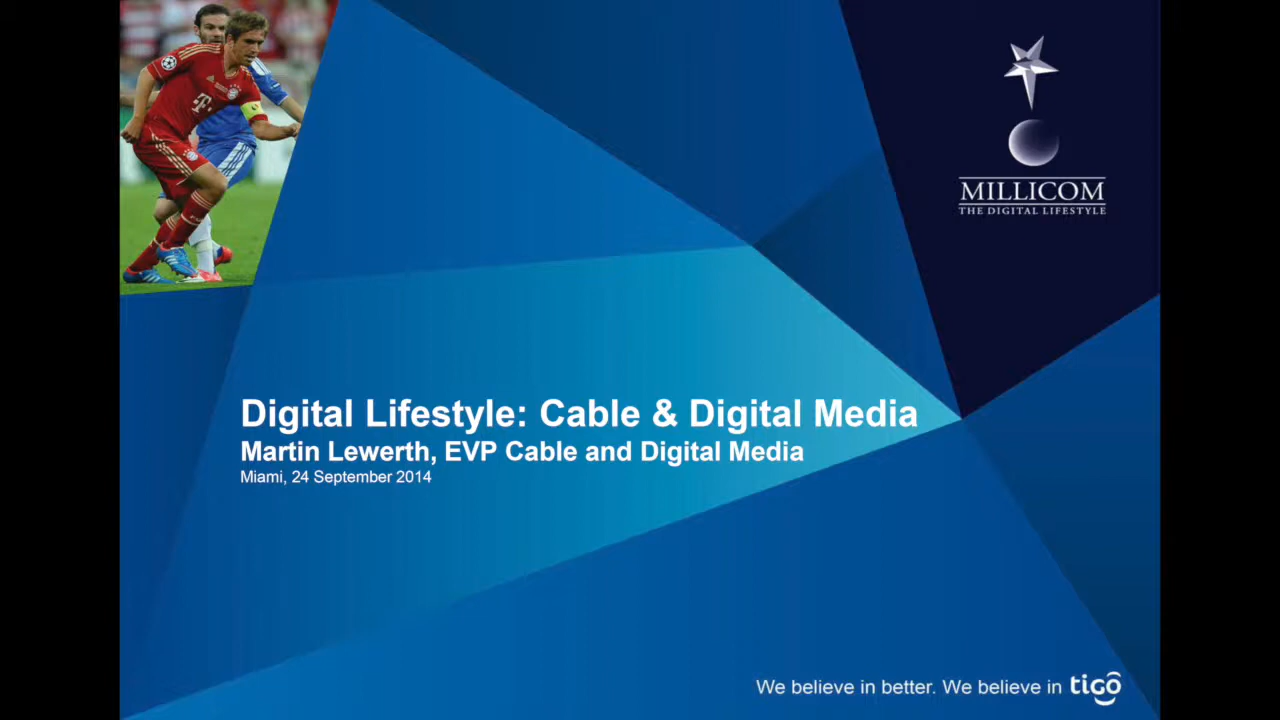 MILLICOM
THE DIGITAL LIFESTYLE
Digital Lifestyle: Cable & Digital Media
Martin Lewerth, EVP Cable and Digital Media
Miami, 24 September 2014
We believe in better. We believe in tigo